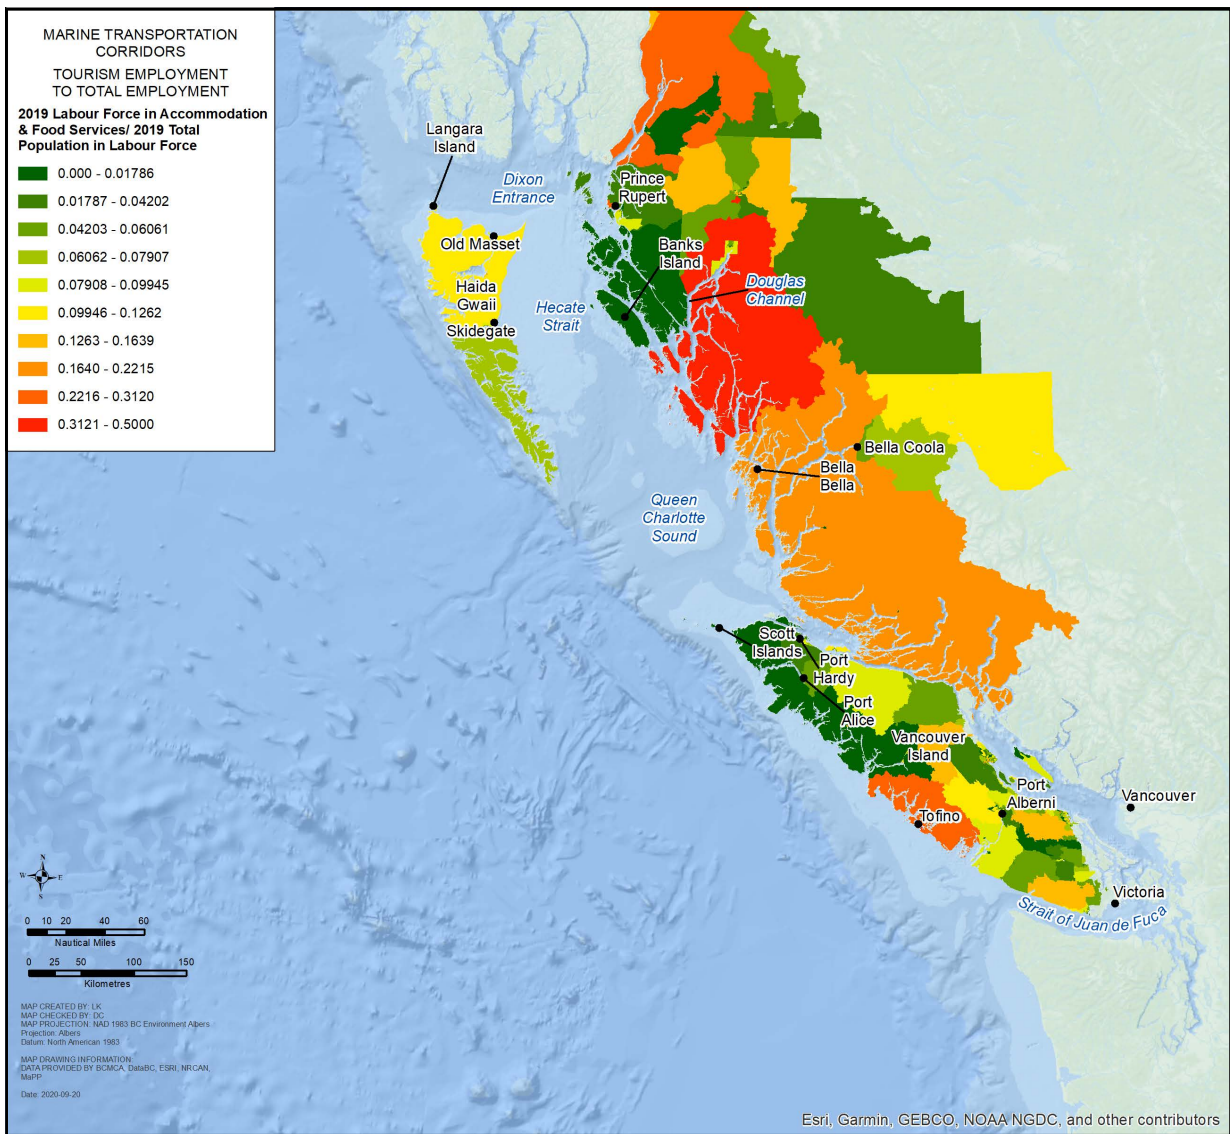 MARINE TRANSPORTATION
CORRIDORS
TOURISM EMPLOYMENT
TO TOTAL EMPLOYMENT
2019 Labour Force in Accommodation
& Food Services/ 2019 Total
Population in Labour Force
0.000 - 0.01786
0.01787 - 0.04202
0.04203 - 0.06061
0.06062 - 0.07907
0.07908 - 0.09945
0.09946 - 0.1262
0.1263 - 0.1639
0.1640 - 0.2215
0.2216 - 0.3120
0.3121 - 0.5000
Langara
Island
Dixon
Entrance
Prince
Rupert
Old Masset
Banks
Island
Haida
Gwaii
Hecate
Strait
Douglas
Channel
Skidegate
Bella Coola
Bella
Bella
Queen
Charlotte
Sound
Scott
Islands
Port
Hardy
Port
Alice
Vancouver
Island
Port
Alberni
Vancouver
Tofino
Victoria
Strait of Juan de Fuca
N
W
E
S
0 10 20 40 60
Nautical Miles
0 25 50 100 150
Kilometres
MAP CREATED BY: LK
MAP CHECKED BY: DC
MAP PROJECTION: NAD 1983 BC Environment Albers
Projection: Albers
Datum: North American 1983
MAP DRAWING INFORMATION:
DATA PROVIDED BY BCMCA, DataBC, ESRI, NRCAN,
MaPP
Date: 2020-09-20
Esri, Garmin, GEBCO, NOAA NGDC, and other contributors